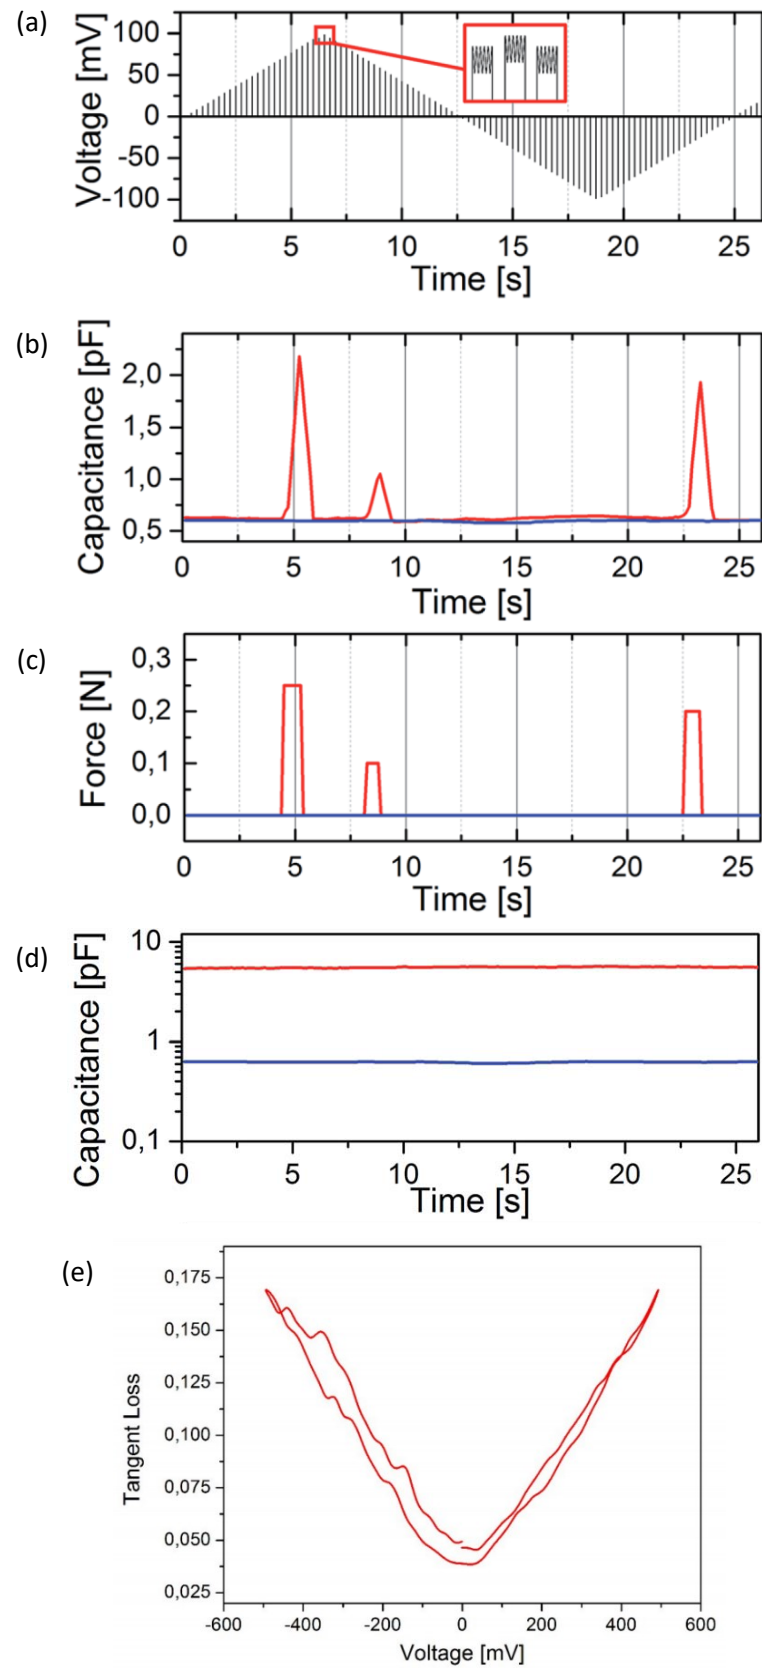 (a)
Voltage [mV]
100
50
0
-50
-100
0 5 10 15 20 25
Time [s]
(b)
Capacitance [pF]
2,0
1,5
1,0
0,5
0 5 10 15 20 25
Time [s]
(c)
Force [N]
0,3
0,2
0,1
0,0
0 5 10 15 20 25
Time [s]
(d)
Capacitance [pF]
10
1
0,1
0 5 10 15 20 25
Time [s]
(e)
Tangent Loss
0,175
0,150
0,125
0,100
0,075
0,050
0,025
-600 -400 -200 0 200 400 600
Voltage [mV]